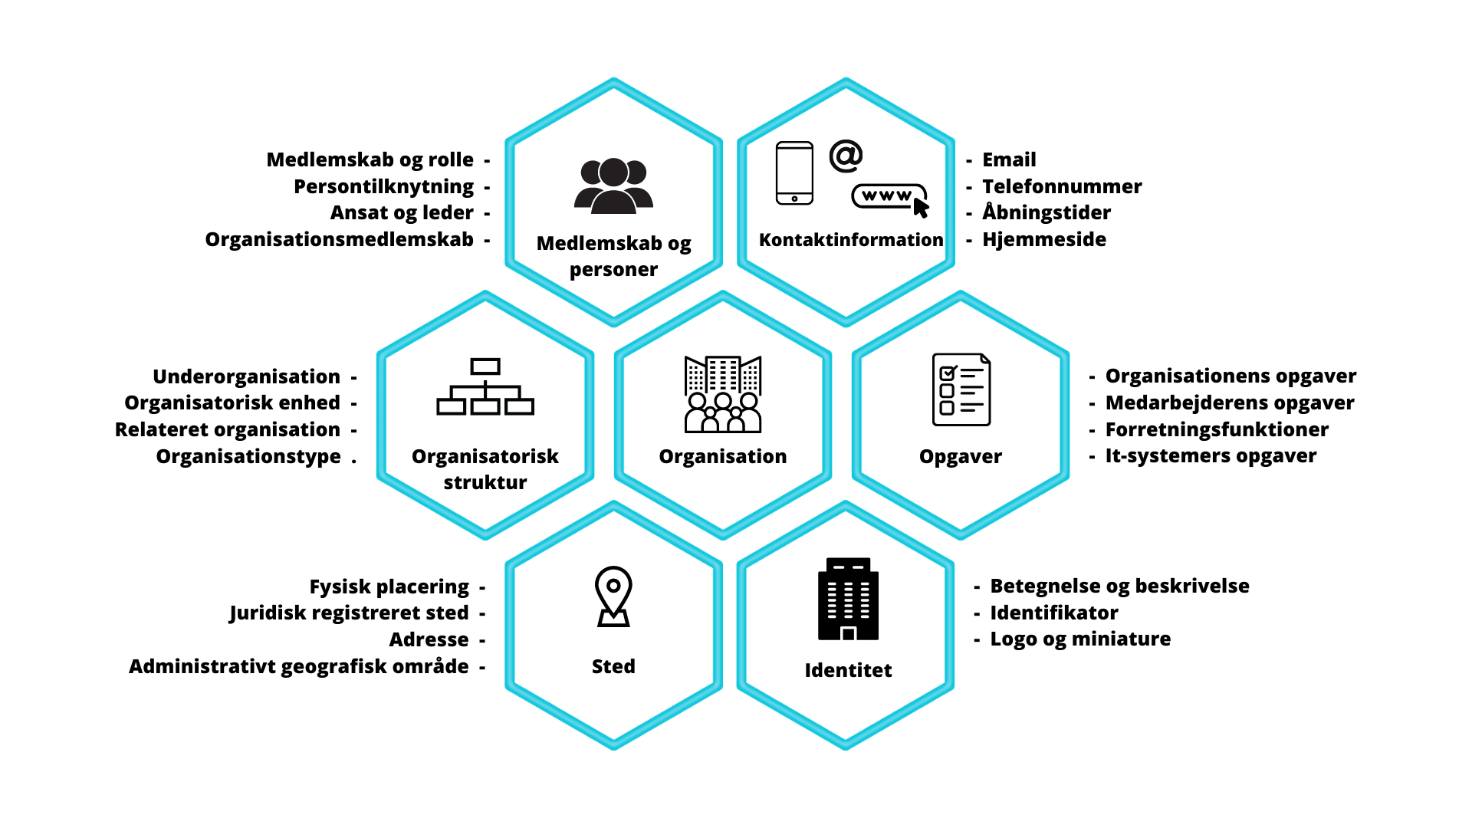 Medlemskab og rolle -
Persontilknytning -
Ansat og leder -
Organisationsmedlemskab -
Medlemskab og
personer
@
www
Kontaktinformation
- Email
- Telefonnummer
- Åbningstider
- Hjemmeside
Underorganisation -
Organisatorisk enhed -
Relateret organisation -
Organisationstype .
Organisatorisk
struktur
Organisation
Opgaver
- Organisationens opgaver
- Medarbejderens opgaver
- Forretningsfunktioner
- It-systemers opgaver
Fysisk placering -
Juridisk registreret sted -
Adresse -
Administrativt geografisk område -
Sted
Identitet
- Betegnelse og beskrivelse
- Identifikator
- Logo og miniature